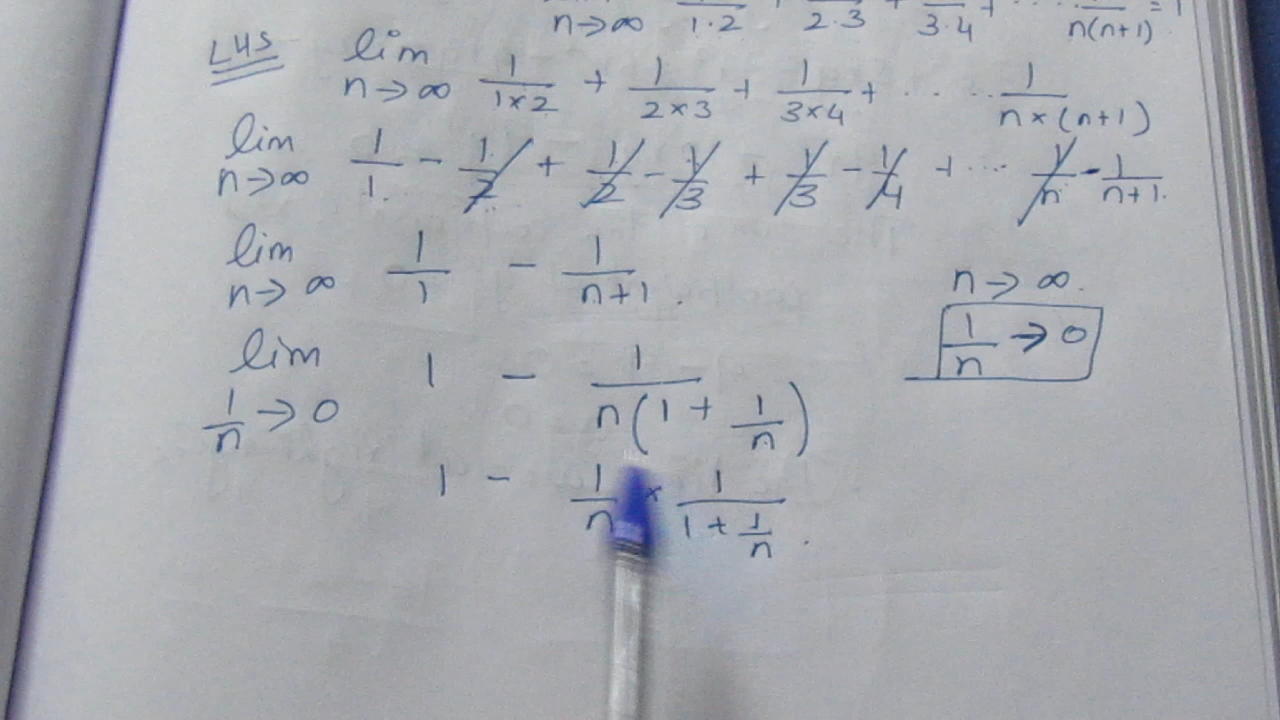 n→∞ 1·2 2·3 + 3·4 + ... n(n+1) = 1
LHS lim n→∞ 1/(1×2) + 1/(2×3) + 1/(3×4) + ... 1/(n×(n+1))
lim n→∞ 1/1 - 1/2 + 1/2 - 1/3 + 1/3 - 1/4 + ... 1/n - 1/(n+1).
lim n→∞ 1/1 - 1/(n+1).
n→∞.
1/n → 0
lim 1/n→0 1 - 1/(n(1 + 1/n))
1 - 1/n × 1/(1 + 1/n).